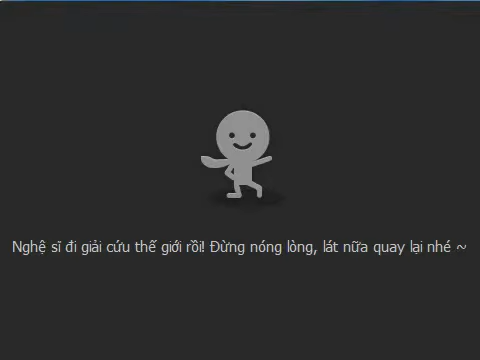 Nghệ sĩ đi giải cứu thế giới rồi! Đừng nóng lòng, lát nữa quay lại nhé ~